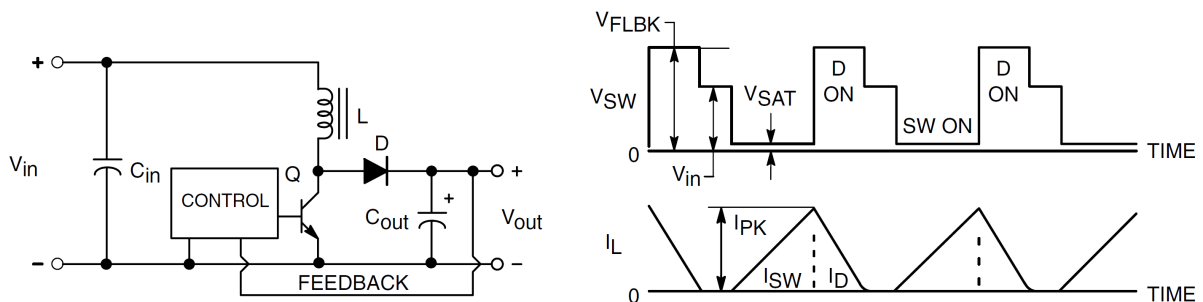 +
L
D
V_in
C_in
Q
CONTROL
+
C_out
+
V_out
−
FEEDBACK
−
V_FLBK
V_SW
D
ON
V_SAT
SW ON
D
ON
0
TIME
V_in
I_L
I_PK
I_SW
I_D
0
TIME